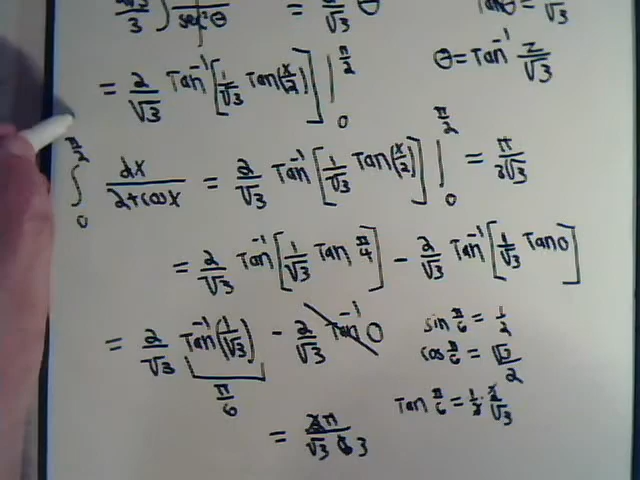 3 ∫ sec²θ = 2/√3 θ
Tanθ = z/√3
θ = Tan⁻¹ z/√3
= 2/√3 Tan⁻¹[1/√3 Tan(x/2)] |₀^(π/2)
∫₀^(π/2) dx/(2+cosx) = 2/√3 Tan⁻¹[1/√3 Tan(x/2)] |₀^(π/2) = π/(3√3)
= 2/√3 Tan⁻¹[1/√3 Tan π/4] − 2/√3 Tan⁻¹[1/√3 Tan 0]
= 2/√3 Tan⁻¹(1/√3) − 2/√3 Tan⁻¹ 0
π/6
sin π/6 = 1/2
cos π/6 = √3/2
Tan π/6 = 1/2 · 2/√3
= 2π/(√3 6 3)